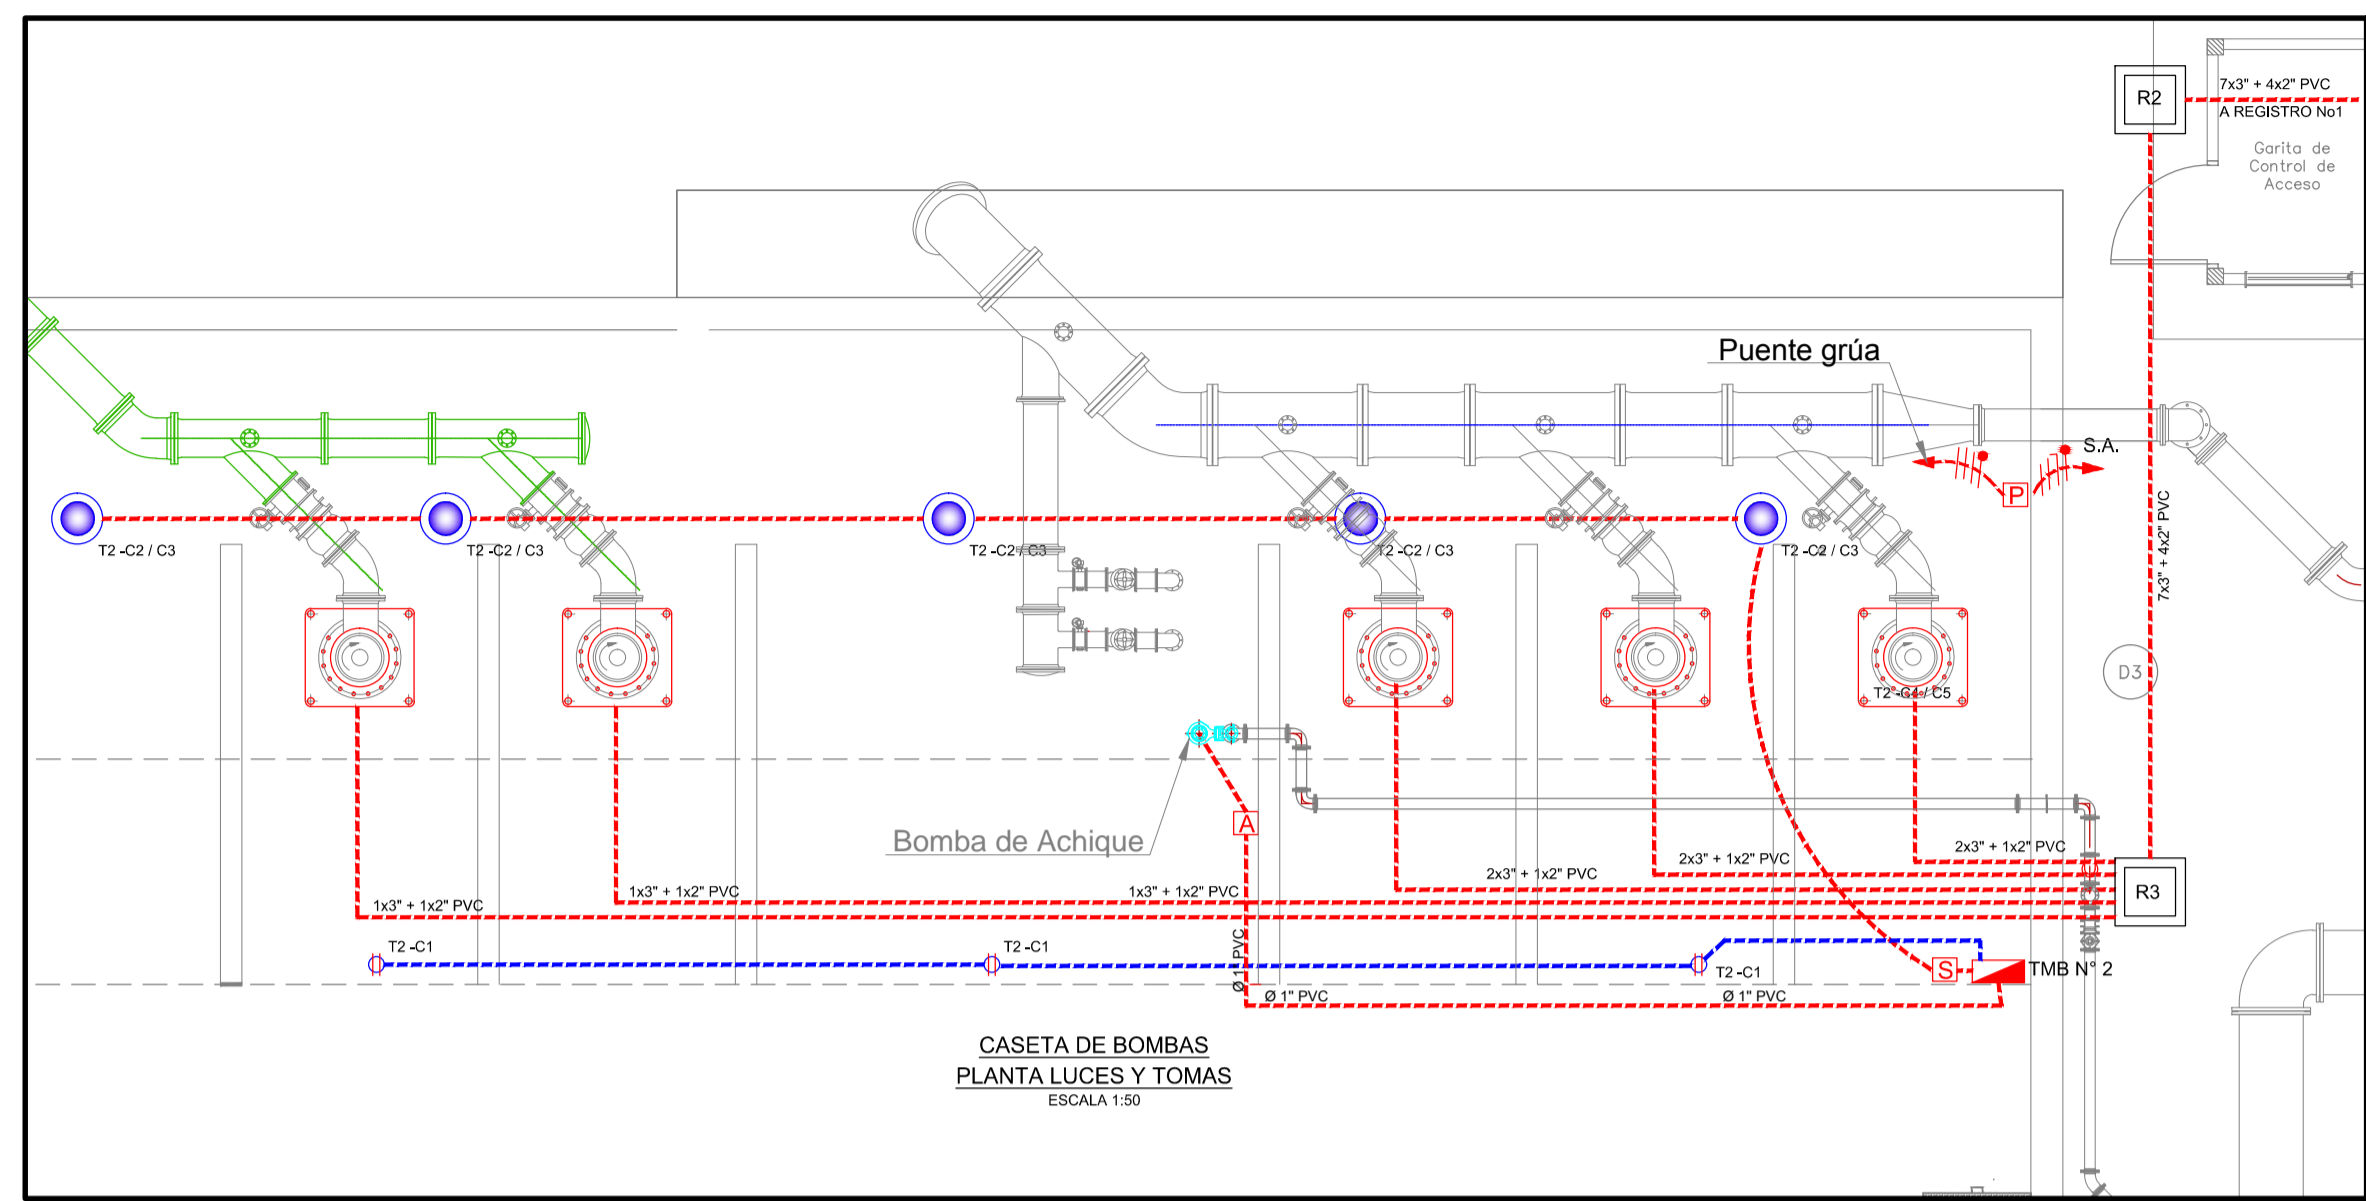 7x3" + 4x2" PVC
R2
A REGISTRO No1
Garita de
Control de
Acceso
Puente grúa
S.A.
P
7x3" + 4x2" PVC
T2 -C2 / C3
T2 -C2 / C3
T2 -C2 / C3
T2 -C2 / C3
T2 -C2 / C3
D3
T2 -C4 / C5
A
Bomba de Achique
2x3" + 1x2" PVC
2x3" + 1x2" PVC
2x3" + 1x2" PVC
1x3" + 1x2" PVC
1x3" + 1x2" PVC
1x3" + 1x2" PVC
R3
T2 -C1
T2 -C1
T2 -C1
Ø 1" PVC
S
TMB N° 2
Ø 1" PVC
Ø 1" PVC
CASETA DE BOMBAS
PLANTA LUCES Y TOMAS
ESCALA 1:50